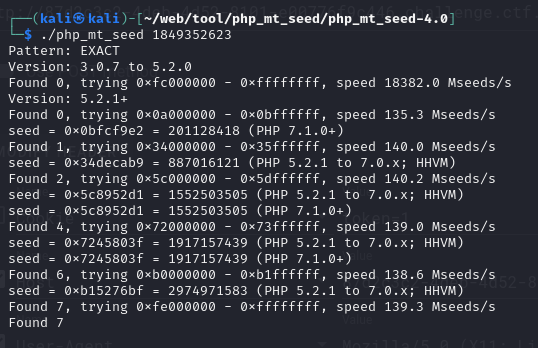 ┌──(kali㉿kali)-[~/web/tool/php_mt_seed/php_mt_seed-4.0]
└─$ ./php_mt_seed 1849352623
Pattern: EXACT
Version: 3.0.7 to 5.2.0
Found 0, trying 0×fc000000 - 0×ffffffff, speed 18382.0 Mseeds/s
Version: 5.2.1+
Found 0, trying 0×0a000000 - 0×0bffffff, speed 135.3 Mseeds/s
seed = 0×0bfcf9e2 = 201128418 (PHP 7.1.0+)
Found 1, trying 0×34000000 - 0×35ffffff, speed 140.0 Mseeds/s
seed = 0×34decab9 = 887016121 (PHP 5.2.1 to 7.0.x; HHVM)
Found 2, trying 0×5c000000 - 0×5dffffff, speed 140.2 Mseeds/s
seed = 0×5c8952d1 = 1552503505 (PHP 5.2.1 to 7.0.x; HHVM)
seed = 0×5c8952d1 = 1552503505 (PHP 7.1.0+)
Found 4, trying 0×72000000 - 0×73ffffff, speed 139.0 Mseeds/s
seed = 0×7245803f = 1917157439 (PHP 5.2.1 to 7.0.x; HHVM)
seed = 0×7245803f = 1917157439 (PHP 7.1.0+)
Found 6, trying 0×b0000000 - 0×b1ffffff, speed 138.6 Mseeds/s
seed = 0×b15276bf = 2974971583 (PHP 5.2.1 to 7.0.x; HHVM)
Found 7, trying 0×fe000000 - 0×ffffffff, speed 139.3 Mseeds/s
Found 7
User-Agent